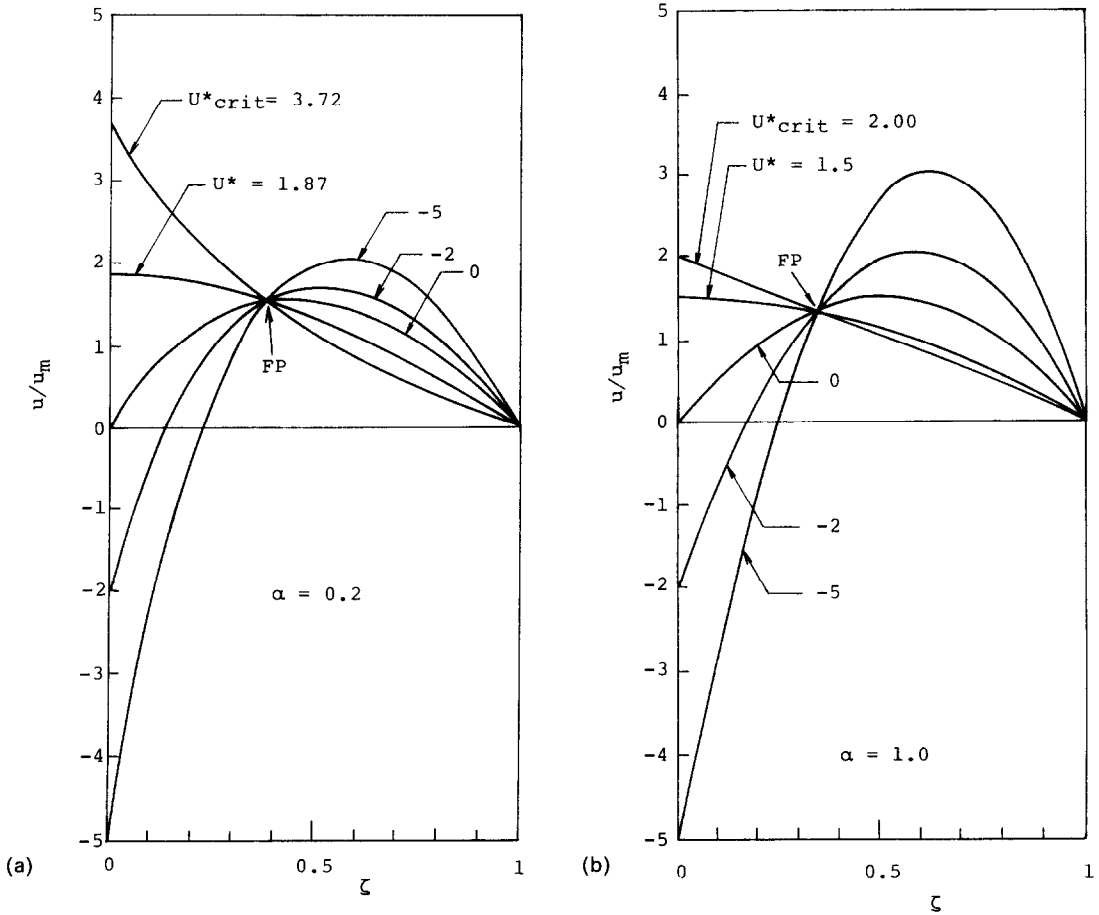 5
4
3
2
1
0
-1
-2
-3
-4
-5
u/u_m
U*crit= 3.72
U* = 1.87
-5
-2
0
FP
α = 0.2
0
0.5
1
ζ
(a)
5
4
3
2
1
0
-1
-2
-3
-4
-5
u/u_m
U*crit = 2.00
U* = 1.5
FP
0
-2
-5
α = 1.0
0
0.5
1
ζ
(b)